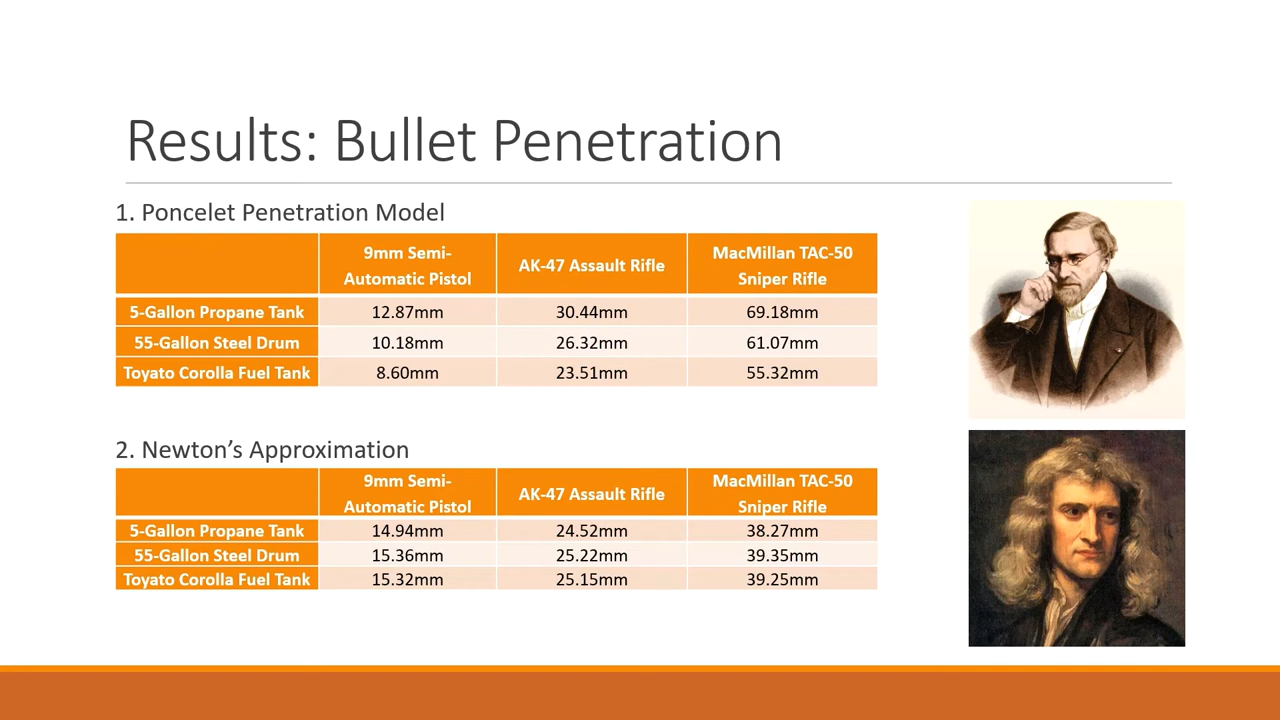 Results: Bullet Penetration
1. Poncelet Penetration Model
9mm Semi-
Automatic Pistol
AK-47 Assault Rifle
MacMillan TAC-50
Sniper Rifle
5-Gallon Propane Tank 12.87mm 30.44mm 69.18mm
55-Gallon Steel Drum 10.18mm 26.32mm 61.07mm
Toyato Corolla Fuel Tank 8.60mm 23.51mm 55.32mm
2. Newton’s Approximation
9mm Semi-
Automatic Pistol
AK-47 Assault Rifle
MacMillan TAC-50
Sniper Rifle
5-Gallon Propane Tank 14.94mm 24.52mm 38.27mm
55-Gallon Steel Drum 15.36mm 25.22mm 39.35mm
Toyato Corolla Fuel Tank 15.32mm 25.15mm 39.25mm